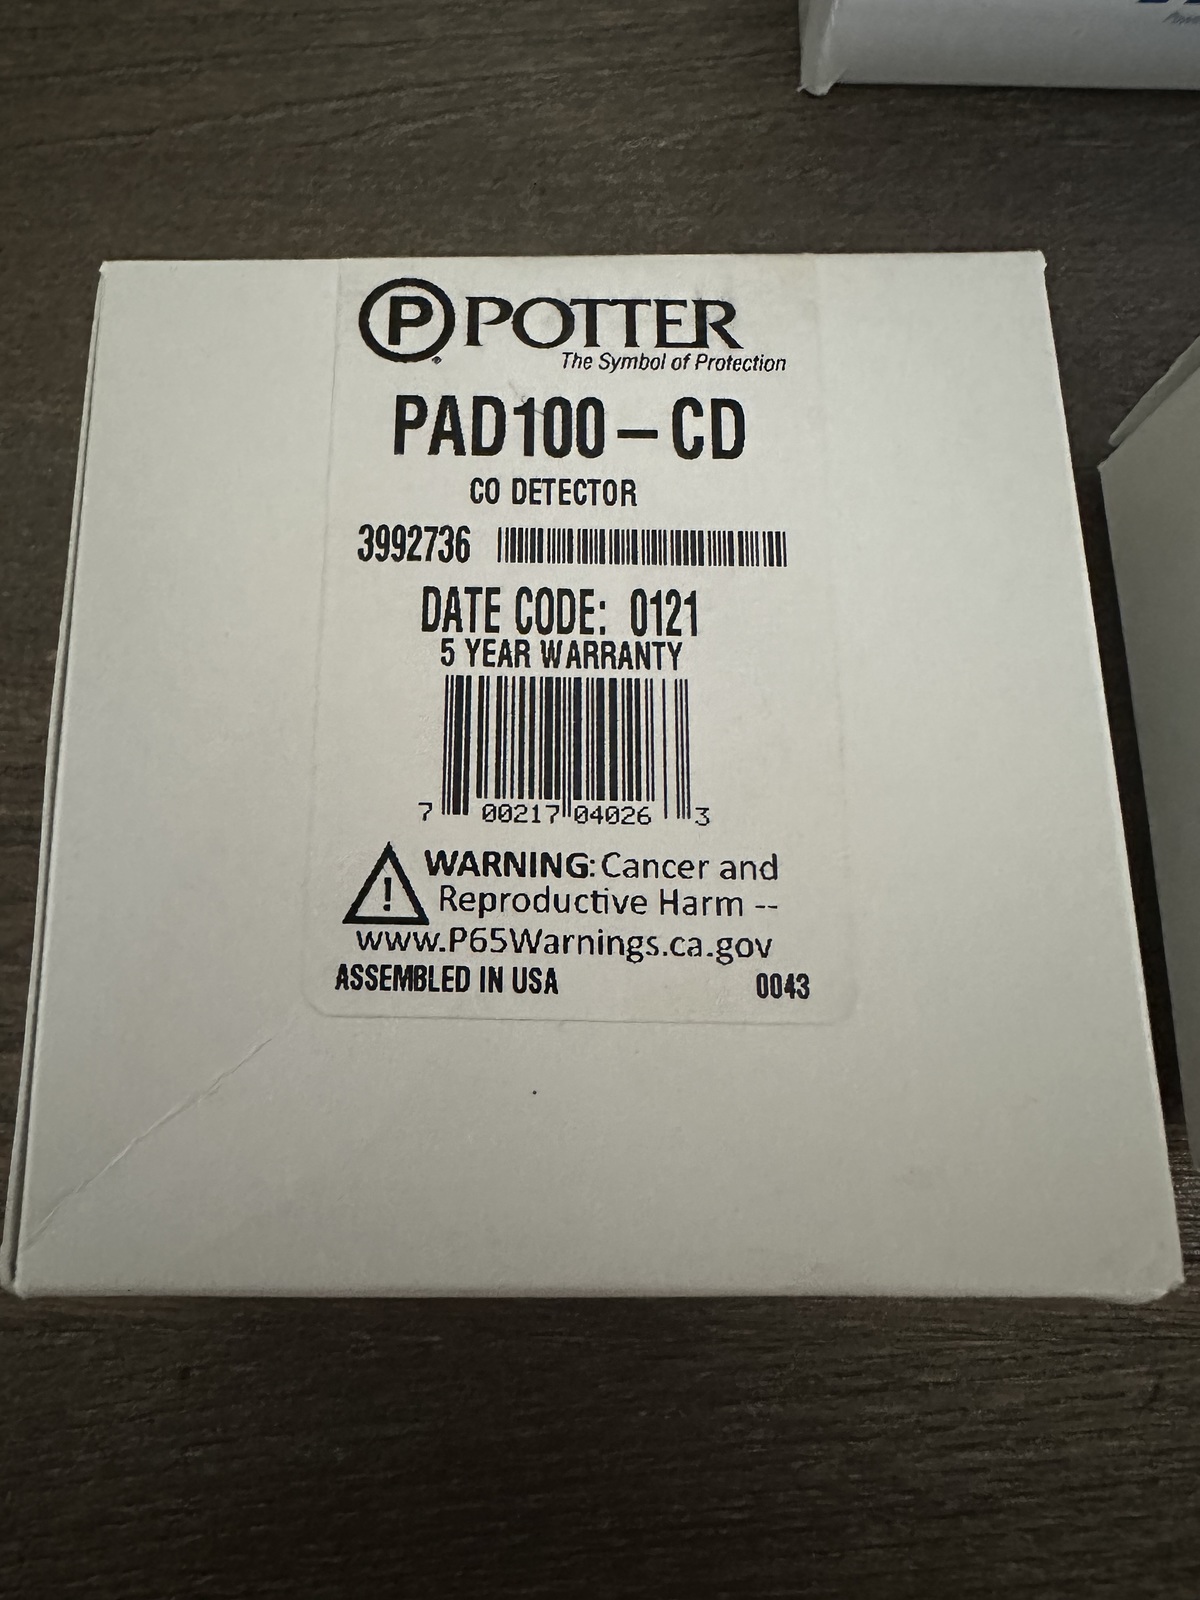 P POTTER
The Symbol of Protection
PAD100-CD
CO DETECTOR
3992736
DATE CODE: 0121
5 YEAR WARRANTY
7 00217 04026 3
! WARNING: Cancer and
Reproductive Harm --
www.P65Warnings.ca.gov
ASSEMBLED IN USA 0043